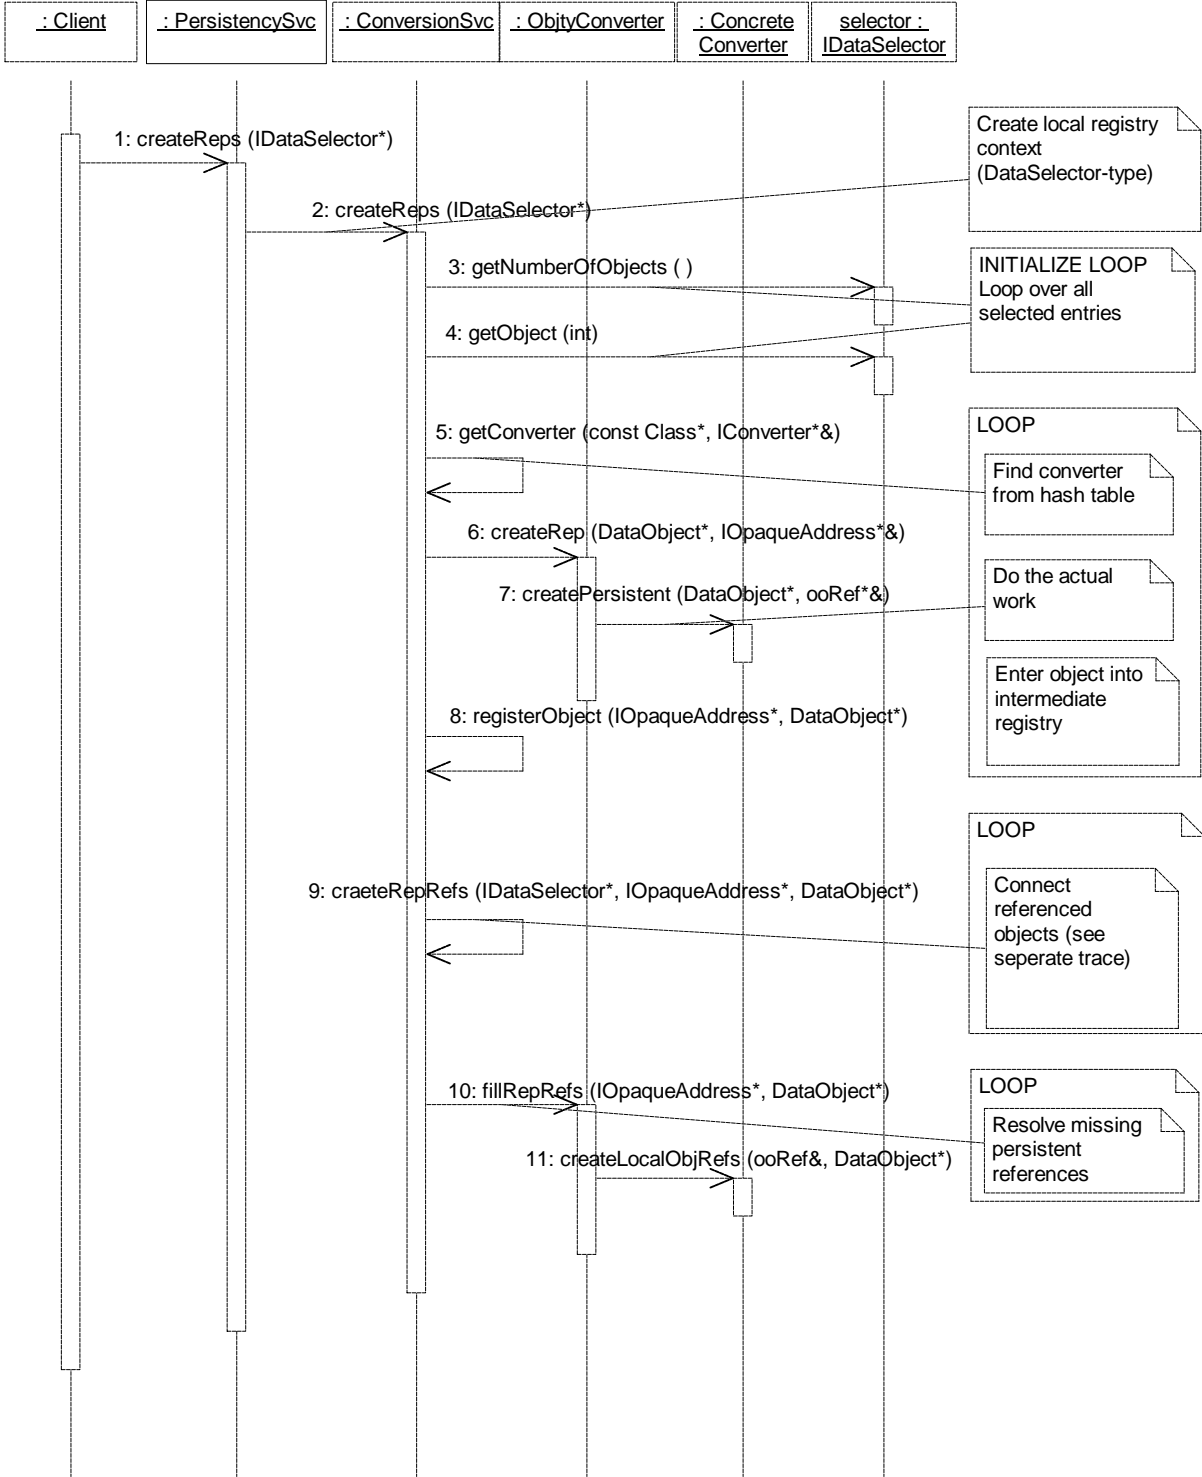 : Client
: PersistencySvc
: ConversionSvc
: ObjtyConverter
: Concrete
Converter
selector :
IDataSelector
Create local registry
context
(DataSelector-type)
1: createReps (IDataSelector*)
2: createReps (IDataSelector*)
INITIALIZE LOOP
Loop over all
selected entries
3: getNumberOfObjects ( )
4: getObject (int)
LOOP
5: getConverter (const Class*, IConverter*&)
Find converter
from hash table
6: createRep (DataObject*, IOpaqueAddress*&)
Do the actual
work
7: createPersistent (DataObject*, ooRef*&)
Enter object into
intermediate
registry
8: registerObject (IOpaqueAddress*, DataObject*)
LOOP
9: craeteRepRefs (IDataSelector*, IOpaqueAddress*, DataObject*)
Connect
referenced
objects (see
seperate trace)
LOOP
10: fillRepRefs (IOpaqueAddress*, DataObject*)
Resolve missing
persistent
references
11: createLocalObjRefs (ooRef&, DataObject*)